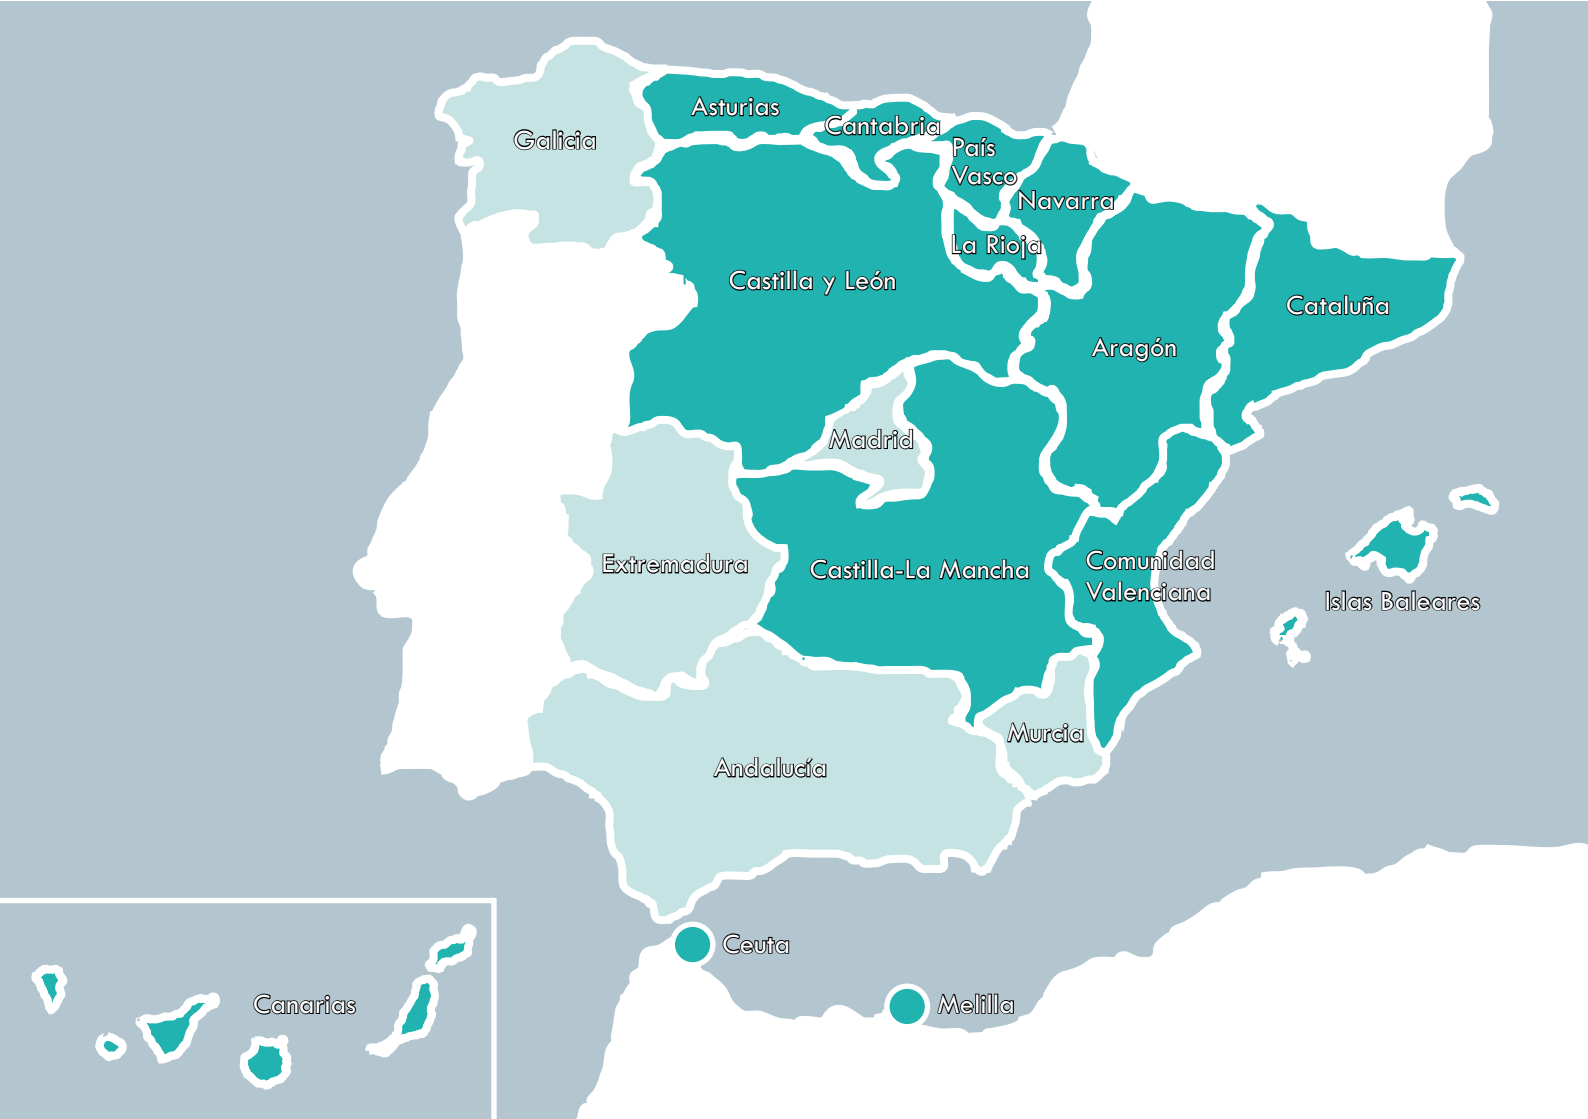 Asturias
Cantabria
Galicia
País
Vasco
Navarra
La Rioja
Castilla y León
Cataluña
Aragón
Madrid
Extremadura
Castilla-La Mancha
Comunidad
Valenciana
Islas Baleares
Murcia
Andalucía
Ceuta
Canarias
Melilla